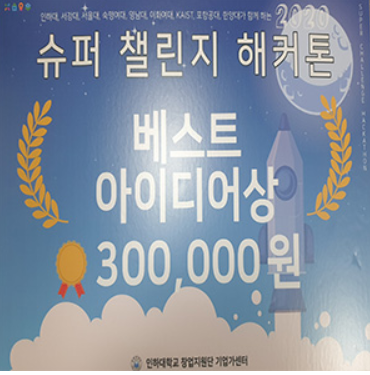 인하대, 서강대, 서울대, 숙명여대, 영남대, 이화여대, KAIST, 포항공대, 한양대가 함께 하는
2020
슈퍼 챌린지 해커톤
SUPER CHALLENGE HACKATHON
베스트
아이디어상
300,000원
인하대학교 창업지원단 기업가센터